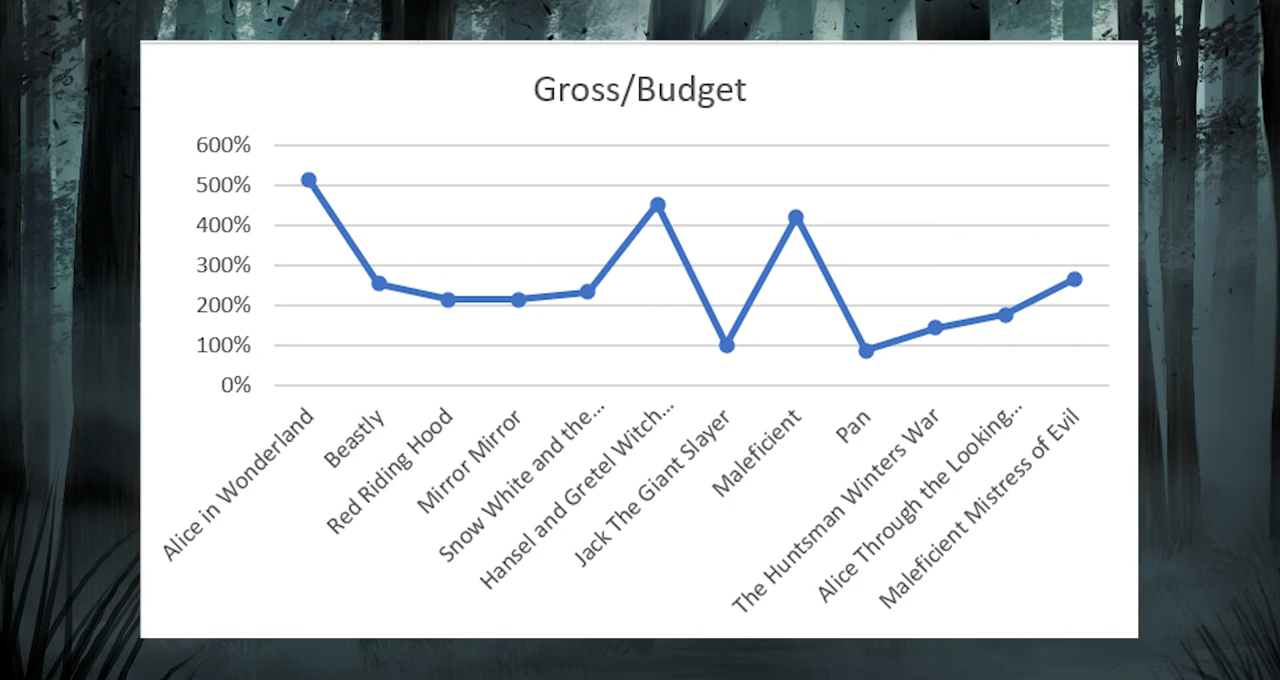 Gross/Budget
600%
500%
400%
300%
200%
100%
0%
Alice in Wonderland
Beastly
Red Riding Hood
Mirror Mirror
Snow White and the...
Hansel and Gretel Witch...
Jack The Giant Slayer
Maleficient
Pan
The Huntsman Winters War
Alice Through the Looking...
Maleficient Mistress of Evil